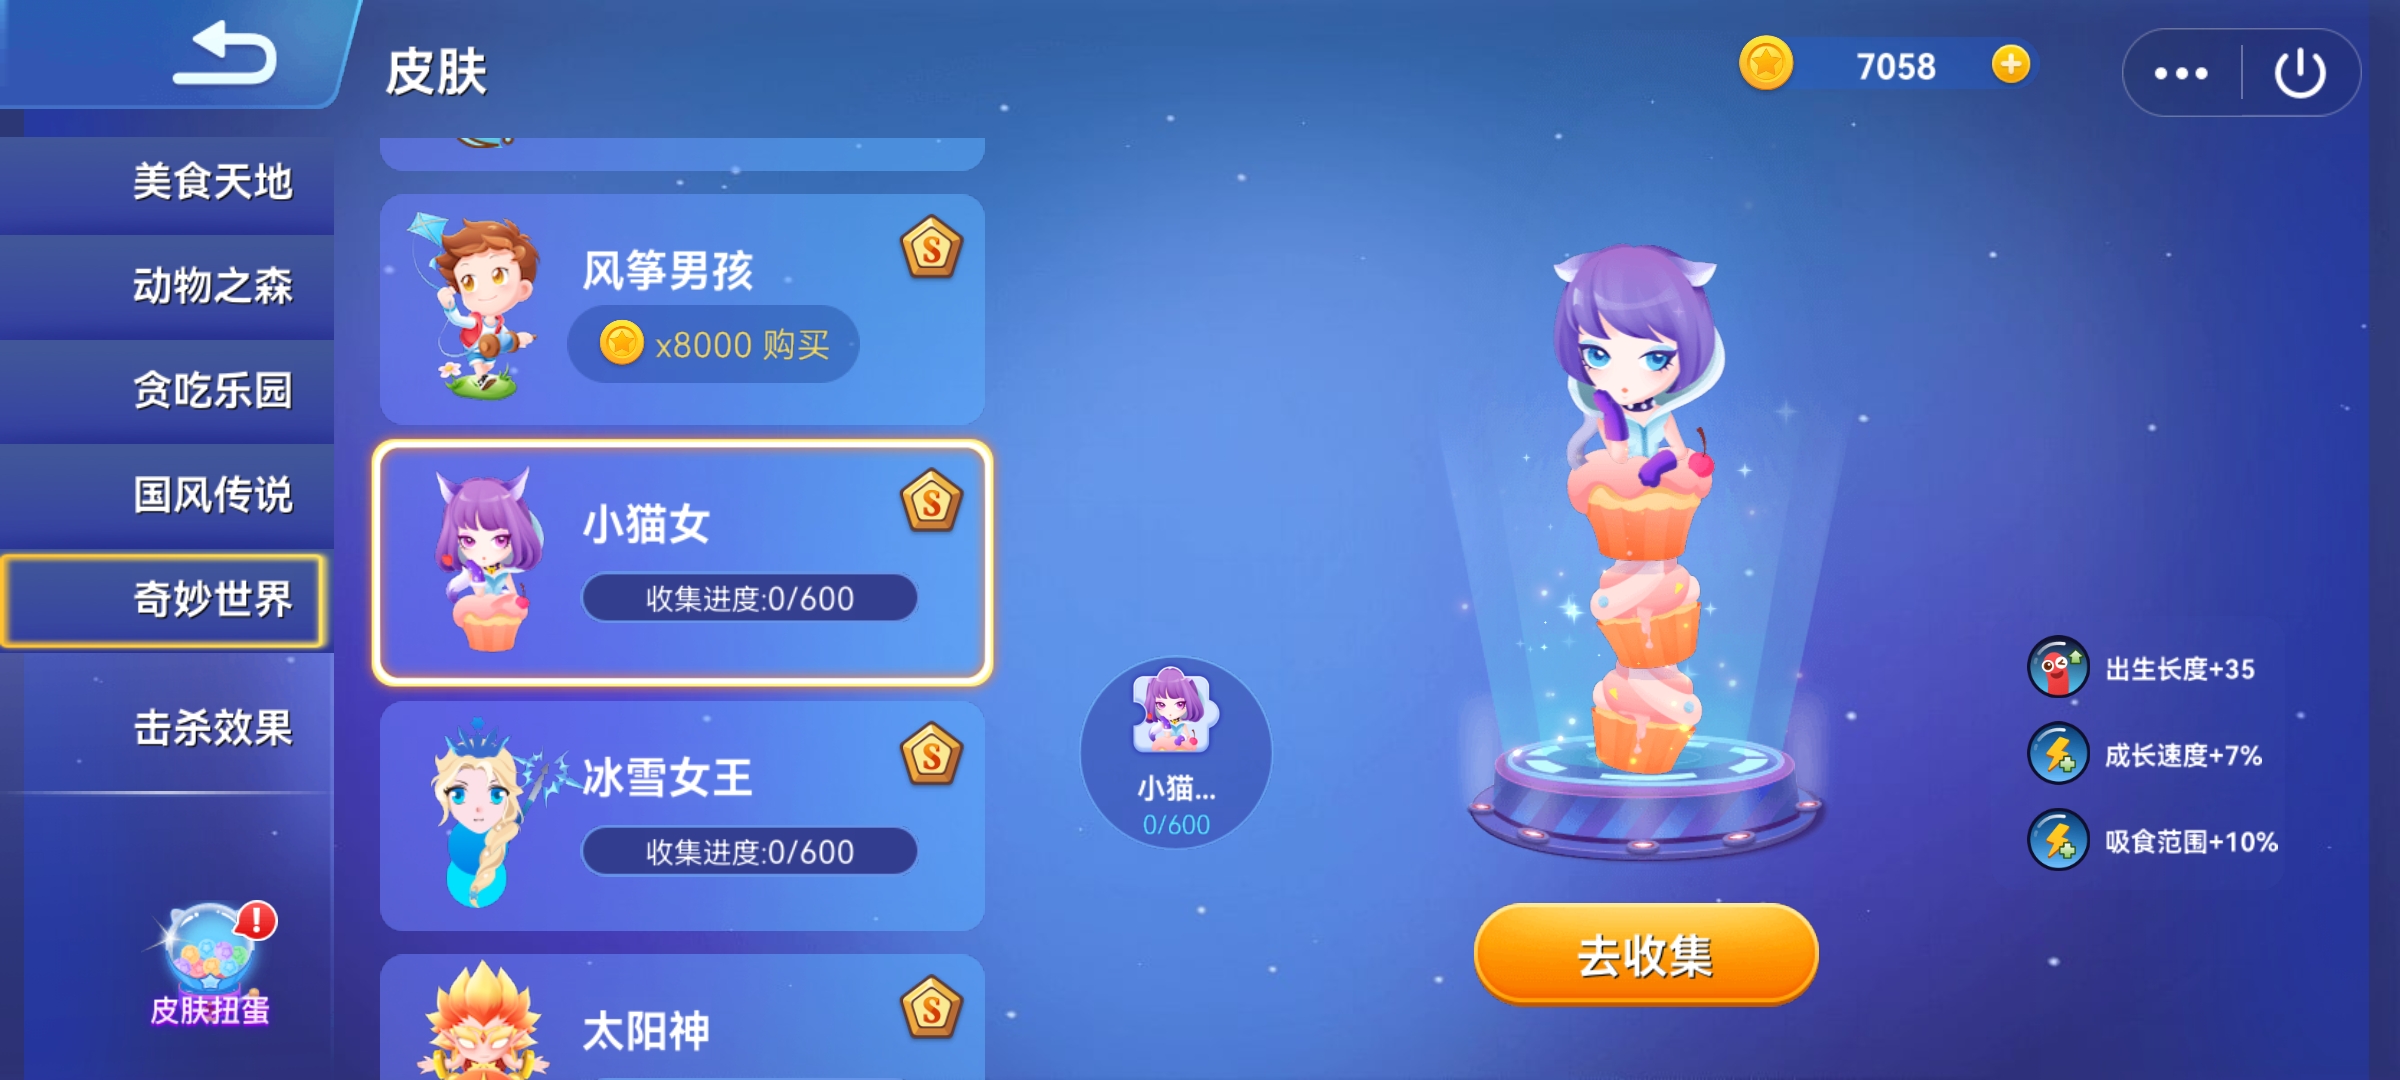 皮肤
7058
美食天地
动物之森
贪吃乐园
国风传说
奇妙世界
击杀效果
皮肤扭蛋
风筝男孩
S
x8000 购买
小猫女
S
收集进度:0/600
冰雪女王
S
收集进度:0/600
太阳神
S
小猫...
0/600
出生长度+35
成长速度+7%
吸食范围+10%
去收集